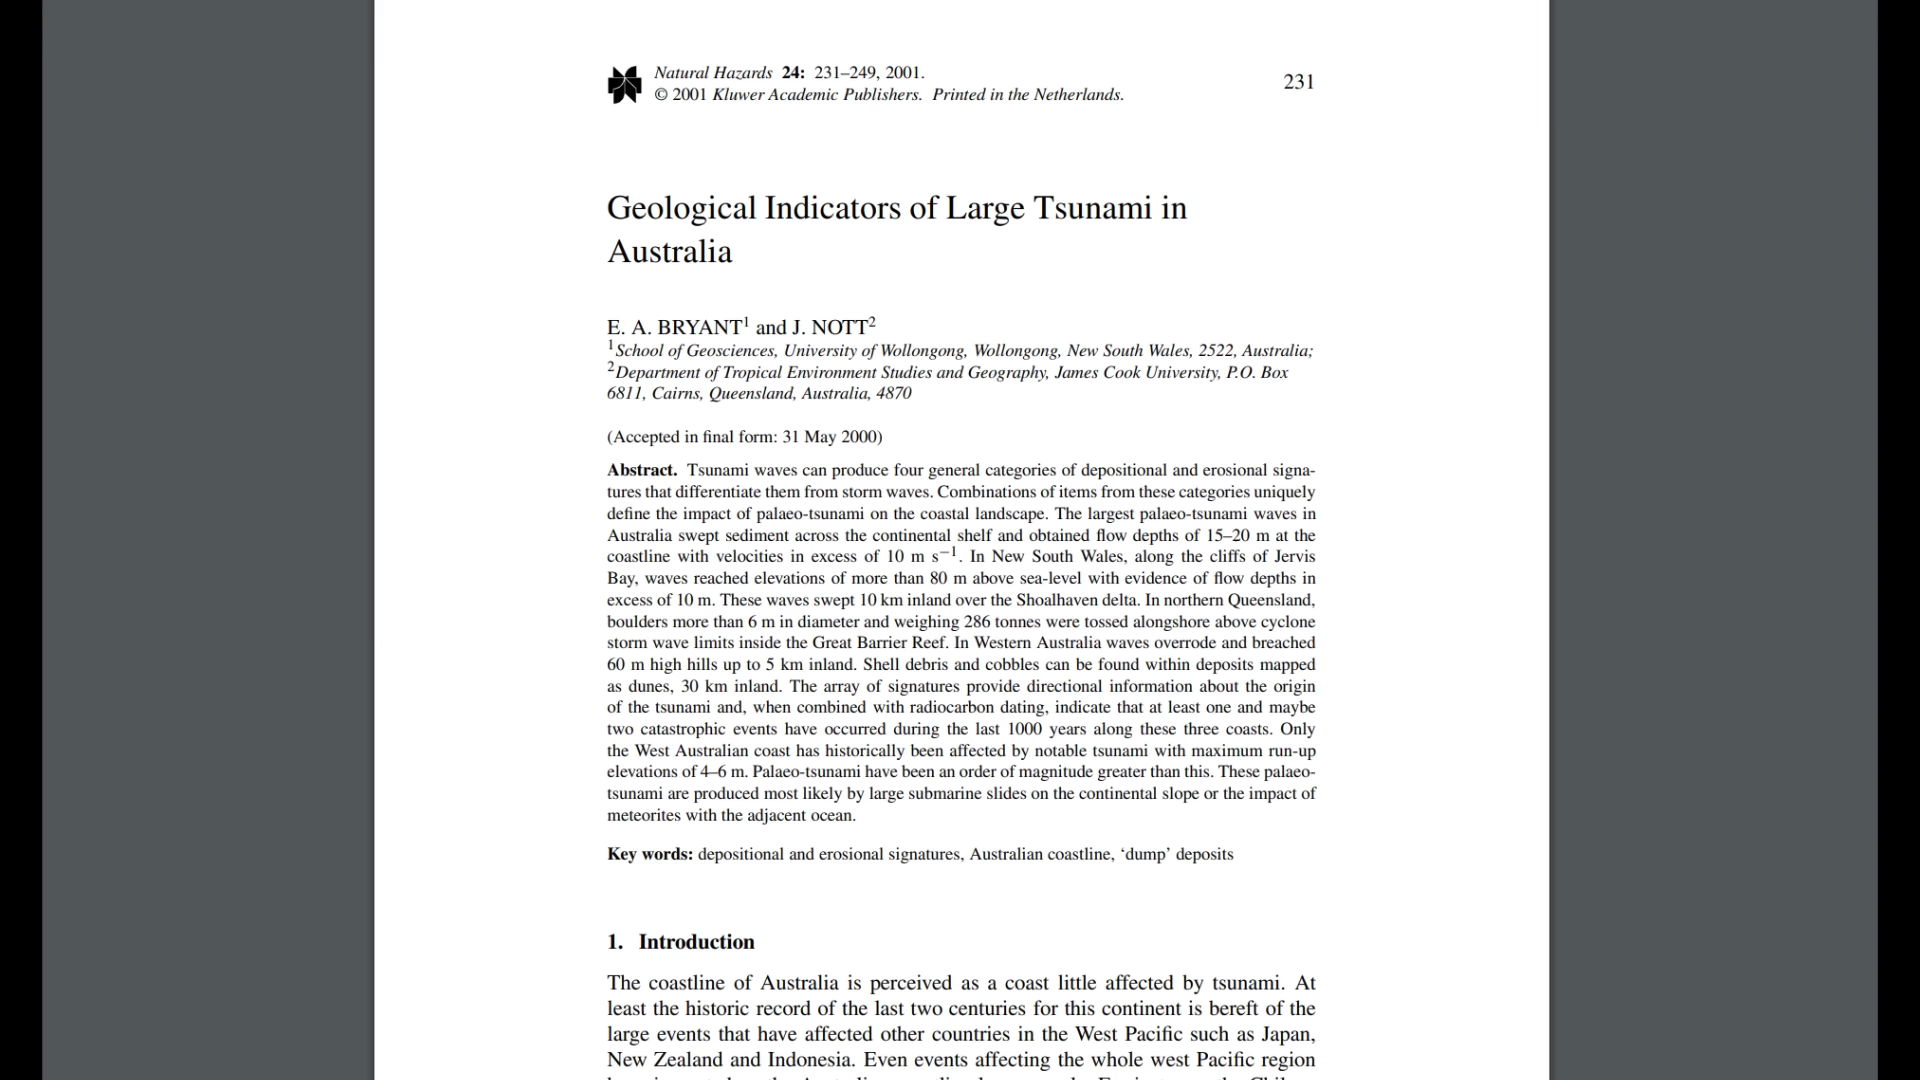 Natural Hazards 24: 231–249, 2001.
© 2001 Kluwer Academic Publishers. Printed in the Netherlands.
231
Geological Indicators of Large Tsunami in
Australia
E. A. BRYANT¹ and J. NOTT²
¹School of Geosciences, University of Wollongong, Wollongong, New South Wales, 2522, Australia;
²Department of Tropical Environment Studies and Geography, James Cook University, P.O. Box
6811, Cairns, Queensland, Australia, 4870
(Accepted in final form: 31 May 2000)
Abstract. Tsunami waves can produce four general categories of depositional and erosional signa-
tures that differentiate them from storm waves. Combinations of items from these categories uniquely
define the impact of palaeo-tsunami on the coastal landscape. The largest palaeo-tsunami waves in
Australia swept sediment across the continental shelf and obtained flow depths of 15–20 m at the
coastline with velocities in excess of 10 m s⁻¹. In New South Wales, along the cliffs of Jervis
Bay, waves reached elevations of more than 80 m above sea-level with evidence of flow depths in
excess of 10 m. These waves swept 10 km inland over the Shoalhaven delta. In northern Queensland,
boulders more than 6 m in diameter and weighing 286 tonnes were tossed alongshore above cyclone
storm wave limits inside the Great Barrier Reef. In Western Australia waves overrode and breached
60 m high hills up to 5 km inland. Shell debris and cobbles can be found within deposits mapped
as dunes, 30 km inland. The array of signatures provide directional information about the origin
of the tsunami and, when combined with radiocarbon dating, indicate that at least one and maybe
two catastrophic events have occurred during the last 1000 years along these three coasts. Only
the West Australian coast has historically been affected by notable tsunami with maximum run-up
elevations of 4–6 m. Palaeo-tsunami have been an order of magnitude greater than this. These palaeo-
tsunami are produced most likely by large submarine slides on the continental slope or the impact of
meteorites with the adjacent ocean.
Key words: depositional and erosional signatures, Australian coastline, ‘dump’ deposits
1. Introduction
The coastline of Australia is perceived as a coast little affected by tsunami. At
least the historic record of the last two centuries for this continent is bereft of the
large events that have affected other countries in the West Pacific such as Japan,
New Zealand and Indonesia. Even events affecting the whole west Pacific region